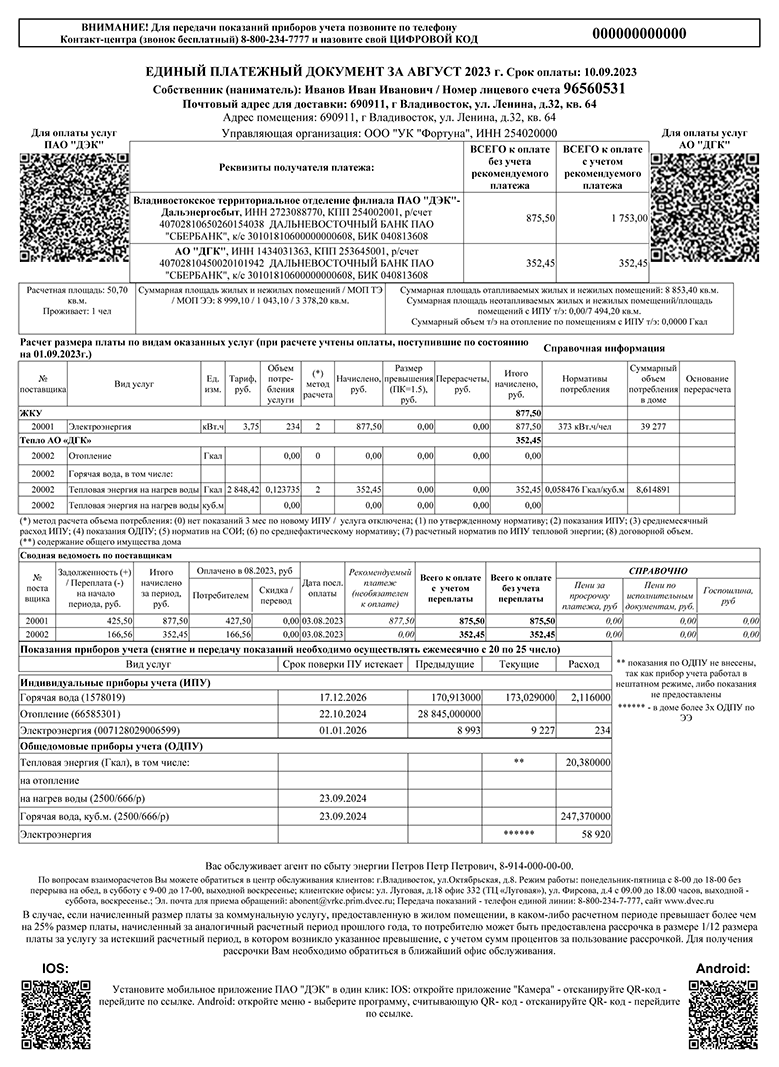 ВНИМАНИЕ! Для передачи показаний приборов учета позвоните по телефону
Контакт-центра (звонок бесплатный) 8-800-234-7777 и назовите свой ЦИФРОВОЙ КОД
000000000000
ЕДИНЫЙ ПЛАТЕЖНЫЙ ДОКУМЕНТ ЗА АВГУСТ 2023 г. Срок оплаты: 10.09.2023
Собственник (наниматель): Иванов Иван Иванович / Номер лицевого счета 96560531
Почтовый адрес для доставки: 690911, г Владивосток, ул. Ленина, д.32, кв. 64
Адрес помещения: 690911, г Владивосток, ул. Ленина, д.32, кв. 64
Управляющая организация: ООО "УК "Фортуна", ИНН 254020000
Для оплаты услуг
ПАО "ДЭК"
Для оплаты услуг
АО "ДГК"
Реквизиты получателя платежа:
ВСЕГО к оплате без учета рекомендуемого платежа
ВСЕГО к оплате с учетом рекомендуемого платежа
Владивостокское территориальное отделение филиала ПАО "ДЭК"-
Дальэнергосбыт, ИНН 2723088770, КПП 254002001, р/счет
40702810650260154038 ДАЛЬНЕВОСТОЧНЫЙ БАНК ПАО
"СБЕРБАНК", к/с 30101810600000000608, БИК 040813608
875,50 1 753,00
АО "ДГК", ИНН 1434031363, КПП 253645001, р/счет
40702810450020101942 ДАЛЬНЕВОСТОЧНЫЙ БАНК ПАО
"СБЕРБАНК", к/с 30101810600000000608, БИК 040813608
352,45 352,45
Расчетная площадь: 50,70
кв.м.
Проживает: 1 чел
Суммарная площадь жилых и нежилых помещений / МОП ТЭ
/ МОП ЭЭ: 8 999,10 / 1 043,10 / 3 378,20 кв.м.
Суммарная площадь отапливаемых жилых и нежилых помещений: 8 853,40 кв.м.
Суммарная площадь неотапливаемых жилых и нежилых помещений/площадь
помещений с ИПУ т/э: 0,00/7 494,20 кв.м.
Суммарный объем т/э на отопление по помещениям с ИПУ т/э: 0,0000 Гкал
Расчет размера платы по видам оказанных услуг (при расчете учтены оплаты, поступившие по состоянию
на 01.09.2023г.)
Справочная информация
№ поставщика Вид услуг Ед. изм. Тариф, руб. Объем потре- бления услуги (*) метод расчета Начислено, руб. Размер превышения (ПК=1.5), руб. Перерасчеты, руб. Итого начислено, руб. Нормативы потребления Суммарный объем потребления в доме Основание перерасчета
ЖКУ 877,50
20001 Электроэнергия кВт.ч 3,75 234 2 877,50 0,00 0,00 877,50 373 кВт.ч/чел 39 277
Тепло АО «ДГК» 352,45
20002 Отопление Гкал 0,00 0 0,00 0,00 0,00 0,00
20002 Горячая вода, в том числе:
20002 Тепловая энергия на нагрев воды Гкал 2 848,42 0,123735 2 352,45 0,00 0,00 352,45 0,058476 Гкал/куб.м 8,614891
20002 Тепловая энергия на нагрев воды куб.м 0,00 0,00 0,00 0,00 0,00
(*) метод расчета объема потребления: (0) нет показаний 3 мес по новому ИПУ / услуга отключена; (1) по утвержденному нормативу; (2) показания ИПУ; (3) среднемесячный
расход ИПУ; (4) показания ОДПУ; (5) норматив на СОИ; (6) по среднефактическому нормативу; (7) расчетный норматив по ИПУ тепловой энергии; (8) договорной объем.
(**) содержание общего имущества дома
Сводная ведомость по поставщикам
№ поста вщика Задолженность (+) / Переплата (-) на начало периода, руб. Итого начислено за период, руб. Оплачено в 08.2023, руб Потребителем Скидка / перевод Дата посл. оплаты Рекомендуемый платеж (необязателен к оплате) Всего к оплате с учетом переплаты Всего к оплате без учета переплаты СПРАВОЧНО Пени за просрочку платежа, руб. Пени по исполнительным документам, руб. Госпошлина, руб
20001 425,50 877,50 427,50 0,00 03.08.2023 877,50 875,50 875,50 0,00 0,00 0,00
20002 166,56 352,45 166,56 0,00 03.08.2023 0,00 352,45 352,45 0,00 0,00 0,00
Показания приборов учета (снятие и передачу показаний необходимо осуществлять ежемесячно с 20 по 25 число)
Вид услуг Срок поверки ПУ истекает Предыдущие Текущие Расход
Индивидуальные приборы учета (ИПУ)
Горячая вода (1578019) 17.12.2026 170,913000 173,029000 2,116000
Отопление (66585301) 22.10.2024 28 845,000000
Электроэнергия (007128029006599) 01.01.2026 8 993 9 227 234
Общедомовые приборы учета (ОДПУ)
Тепловая энергия (Гкал), в том числе: ** 20,380000
на отопление
на нагрев воды (2500/666/р) 23.09.2024
Горячая вода, куб.м. (2500/666/р) 23.09.2024 247,370000
Электроэнергия ****** 58 920
** показания по ОДПУ не внесены,
так как прибор учета работал в
нештатном режиме, либо показания
не предоставлены
****** - в доме более 3х ОДПУ по
ЭЭ
Вас обслуживает агент по сбыту энергии Петров Петр Петрович, 8-914-000-00-00.
По вопросам взаиморасчетов Вы можете обратиться в центр обслуживания клиентов: г.Владивосток, ул.Октябрьская, д.8. Режим работы: понедельник-пятница с 8-00 до 18-00 без
перерыва на обед, в субботу с 9-00 до 17-00, выходной воскресенье; клиентские офисы: ул. Луговая, д.18 офис 332 (ТЦ «Луговая»), ул. Фирсова, д.4 с 09.00 до 18.00 часов, выходной -
суббота, воскресенье.; Эл. почта для приема обращений: abonent@vrkc.prim.dvec.ru; Передача показаний - телефон единой линии: 8-800-234-7-777, сайт www.dvec.ru
В случае, если начисленный размер платы за коммунальную услугу, предоставленную в жилом помещении, в каком-либо расчетном периоде превышает более чем
на 25% размер платы, начисленный за аналогичный расчетный период прошлого года, то потребителю может быть предоставлена рассрочка в размере 1/12 размера
платы за услугу за истекший расчетный период, в котором возникло указанное превышение, с учетом сумм процентов за пользование рассрочкой. Для получения
рассрочки Вам необходимо обратиться в ближайший офис обслуживания.
IOS:
Android:
Установите мобильное приложение ПАО "ДЭК" в один клик: IOS: откройте приложение "Камера" - отсканируйте QR-код -
перейдите по ссылке. Android: откройте меню - выберите программу, считывающую QR- код - отсканируйте QR- код - перейдите
по ссылке.